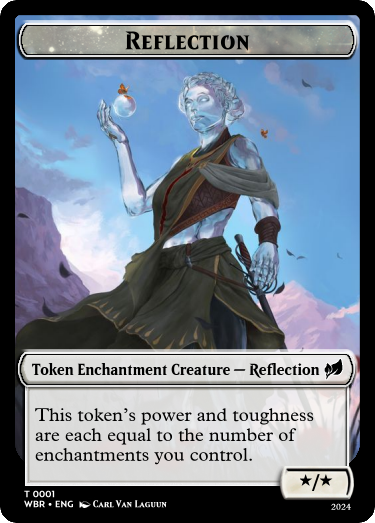 Reflection
Token Enchantment Creature — Reflection
This token's power and toughness
are each equal to the number of
enchantments you control.
★/★
T 0001
WBR • ENG Carl Van Laguun
2024